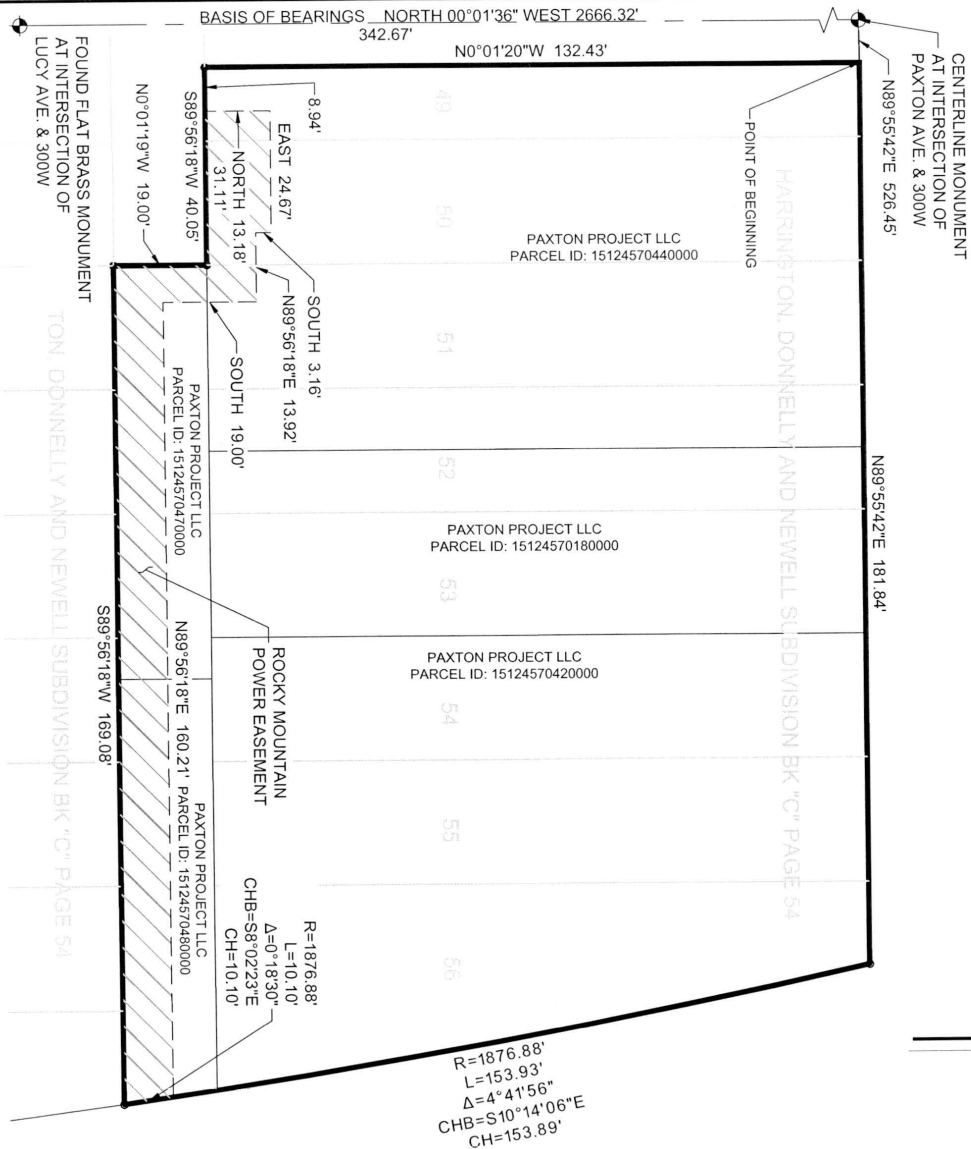 BASIS OF BEARINGS NORTH 00°01'36" WEST 2666.32'
342.67'
N0°01'20"W 132.43'
CENTERLINE MONUMENT
AT INTERSECTION OF
PAXTON AVE. & 300W
N89°55'42"E 526.45'
POINT OF BEGINNING
FOUND FLAT BRASS MONUMENT
AT INTERSECTION OF
LUCY AVE. & 300W
N0°01'19"W 19.00'
S89°56'18"W 40.05'
8.94'
EAST 24.67'
NORTH 13.18'
31.11'
SOUTH 3.16'
N89°56'18"E 13.92'
SOUTH 19.00'
PAXTON PROJECT LLC
PARCEL ID: 15124570440000
HARRINGTON, DONNELLY AND NEWELL SUBDIVISION BK "C" PAGE 54
49
50
51
52
53
54
55
56
N89°55'42"E 181.84'
PAXTON PROJECT LLC
PARCEL ID: 15124570180000
PAXTON PROJECT LLC
PARCEL ID: 15124570420000
PAXTON PROJECT LLC
PARCEL ID: 15124570470000
ROCKY MOUNTAIN
POWER EASEMENT
N89°56'18"E 160.21'
PAXTON PROJECT LLC
PARCEL ID: 15124570480000
S89°56'18"W 169.08'
TON, DONNELLY AND NEWELL SUBDIVISION BK "C" PAGE 54
R=1876.88'
L=10.10'
Δ=0°18'30"
CHB=S8°02'23"E
CH=10.10'
R=1876.88'
L=153.93'
Δ=4°41'56"
CHB=S10°14'06"E
CH=153.89'